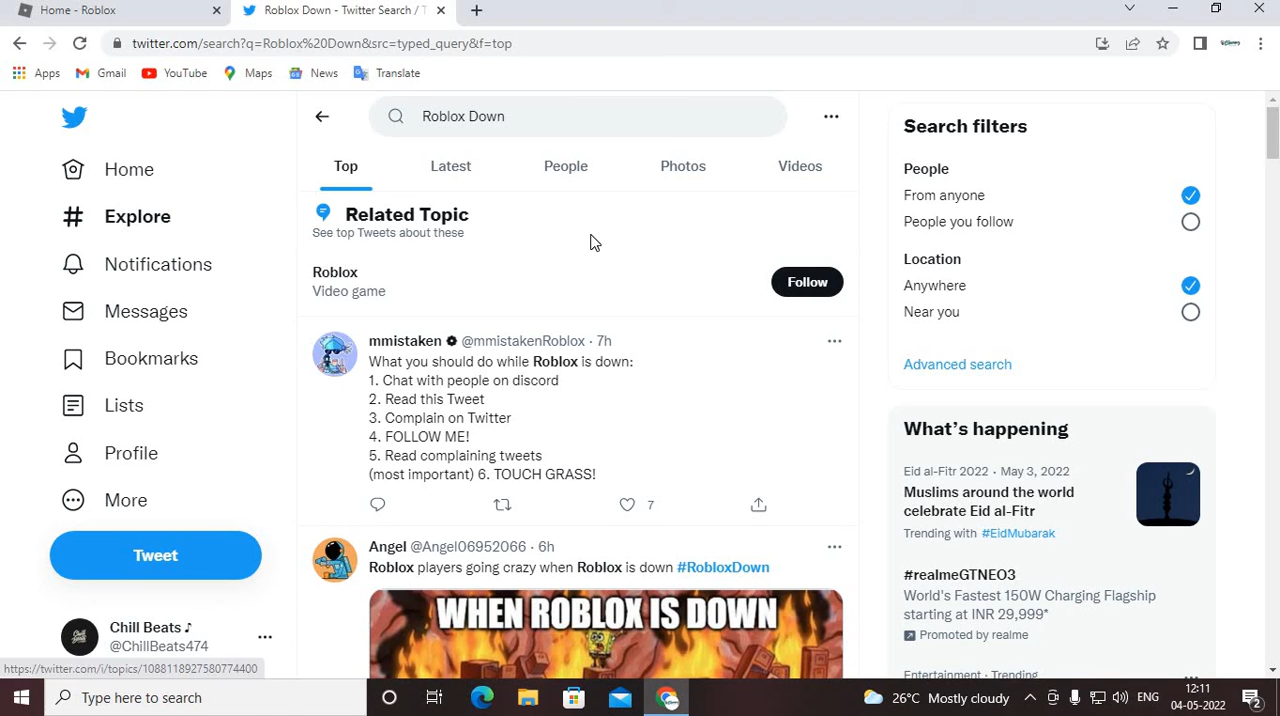 Home - Roblox
Roblox Down - Twitter Search / T
twitter.com/search?q=Roblox%20Down&src=typed_query&f=top
Apps
Gmail
YouTube
Maps
News
Translate
Home
Explore
Notifications
Messages
Bookmarks
Lists
Profile
More
Tweet
Chill Beats ♪
@ChillBeats474
https://twitter.com/i/topics/1088118927580774400
Roblox Down
Top
Latest
People
Photos
Videos
Related Topic
See top Tweets about these
Roblox
Video game
Follow
mmistaken @mmistakenRoblox · 7h
What you should do while Roblox is down:
1. Chat with people on discord
2. Read this Tweet
3. Complain on Twitter
4. FOLLOW ME!
5. Read complaining tweets
(most important) 6. TOUCH GRASS!
7
Angel @Angel06952066 · 6h
Roblox players going crazy when Roblox is down #RobloxDown
WHEN ROBLOX IS DOWN
Search filters
People
From anyone
People you follow
Location
Anywhere
Near you
Advanced search
What's happening
Eid al-Fitr 2022 · May 3, 2022
Muslims around the world
celebrate Eid al-Fitr
Trending with #EidMubarak
#realmeGTNEO3
World's Fastest 150W Charging Flagship
starting at INR 29,999*
Promoted by realme
Entertainment · Trending
Type here to search
26°C Mostly cloudy
ENG
12:11
04-05-2022
2